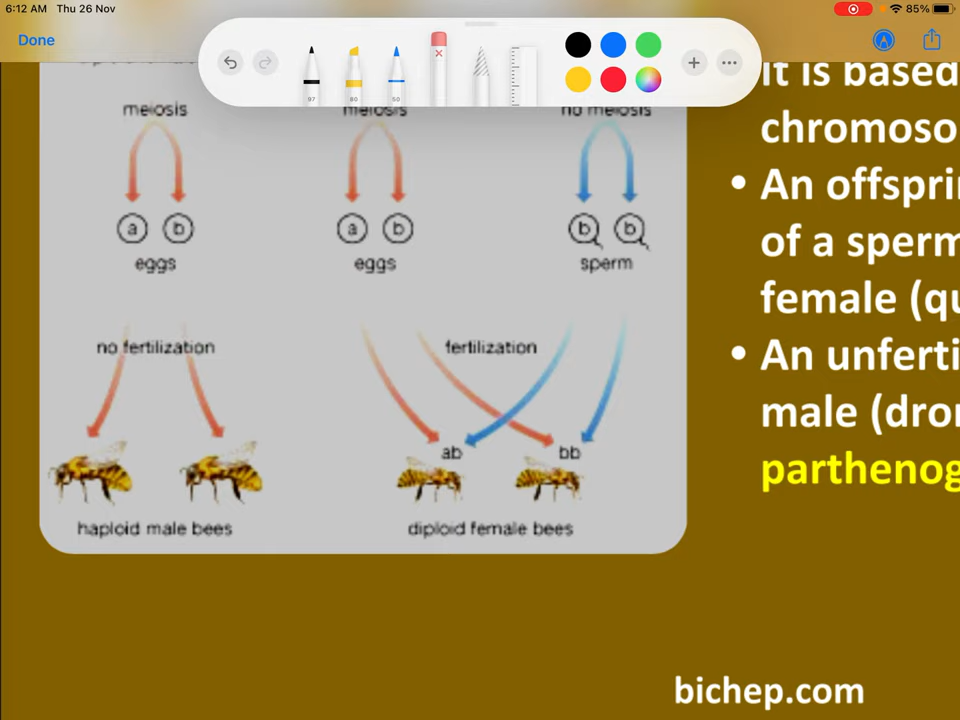 6:12 AM Thu 26 Nov
85%
Done
97
80
50
meiosis
meiosis
no meiosis
a b
a b
b b
eggs
eggs
sperm
no fertilization
fertilization
ab
bb
haploid male bees
diploid female bees
It is based
chromoso
• An offspri
of a sperm
female (qu
• An unferti
male (dron
parthenog
bichep.com